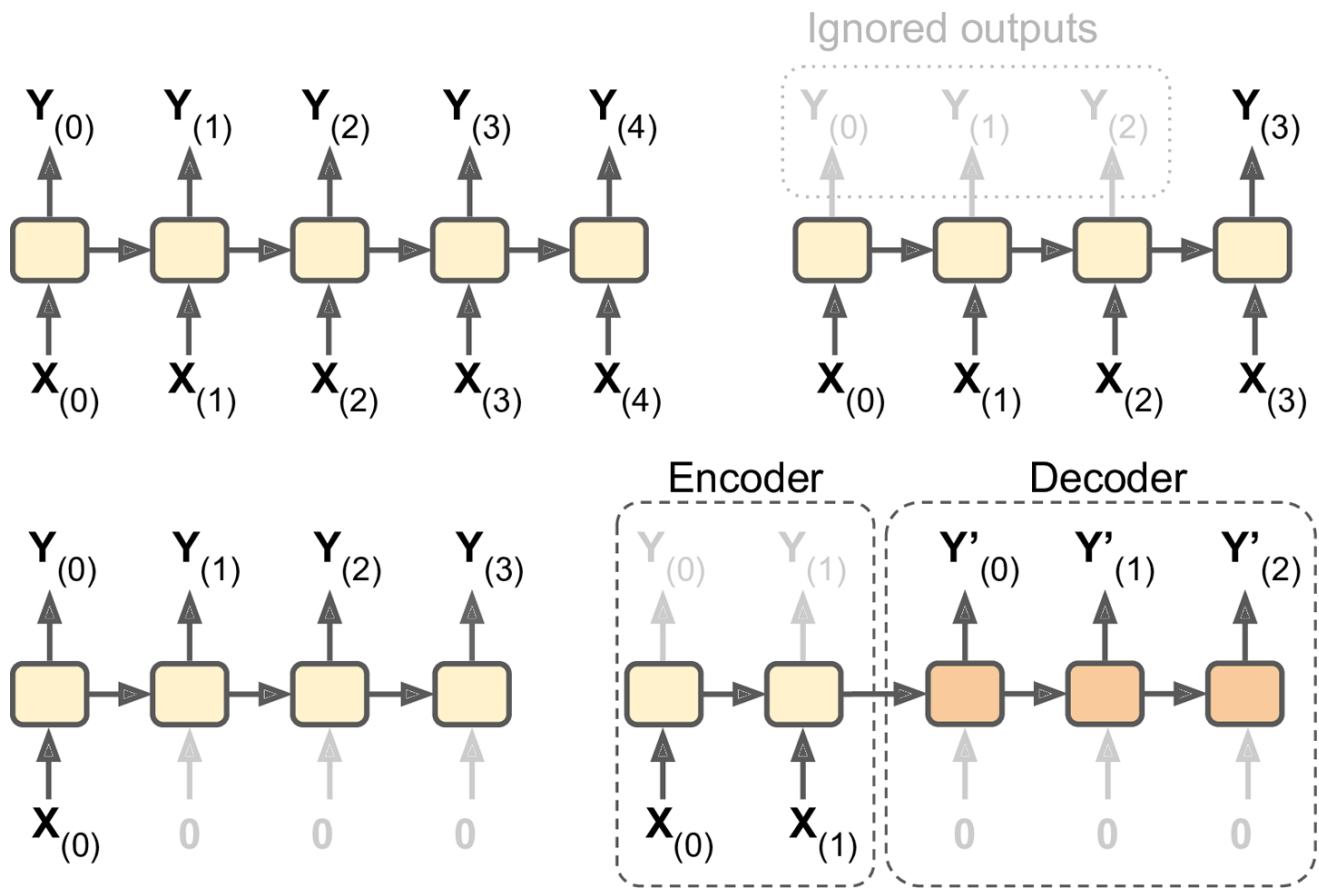 Ignored outputs
Y(0) Y(1) Y(2) Y(3) Y(4)
Y(0) Y(1) Y(2) Y(3)
X(0) X(1) X(2) X(3) X(4)
X(0) X(1) X(2) X(3)
Encoder
Decoder
Y(0) Y(1) Y(2) Y(3)
Y(0) Y(1)
Y’(0) Y’(1) Y’(2)
X(0) 0 0 0
X(0) X(1)
0 0 0